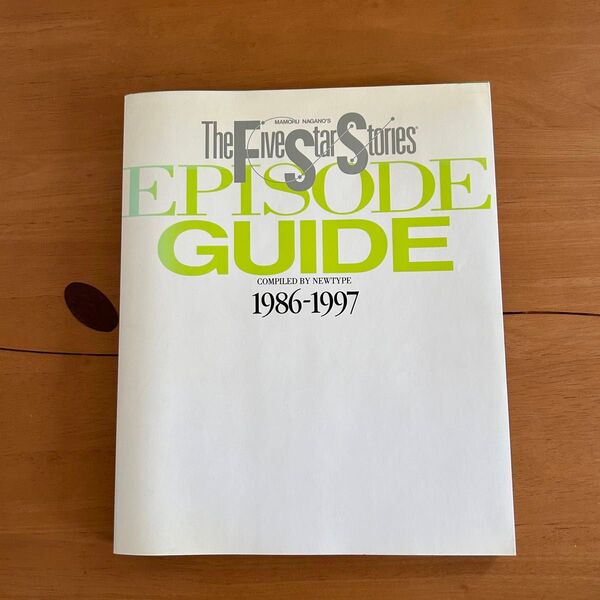 MAMORU NAGANO'S
The Five Star Stories
EPISODE
GUIDE
COMPILED BY NEWTYPE
1986-1997